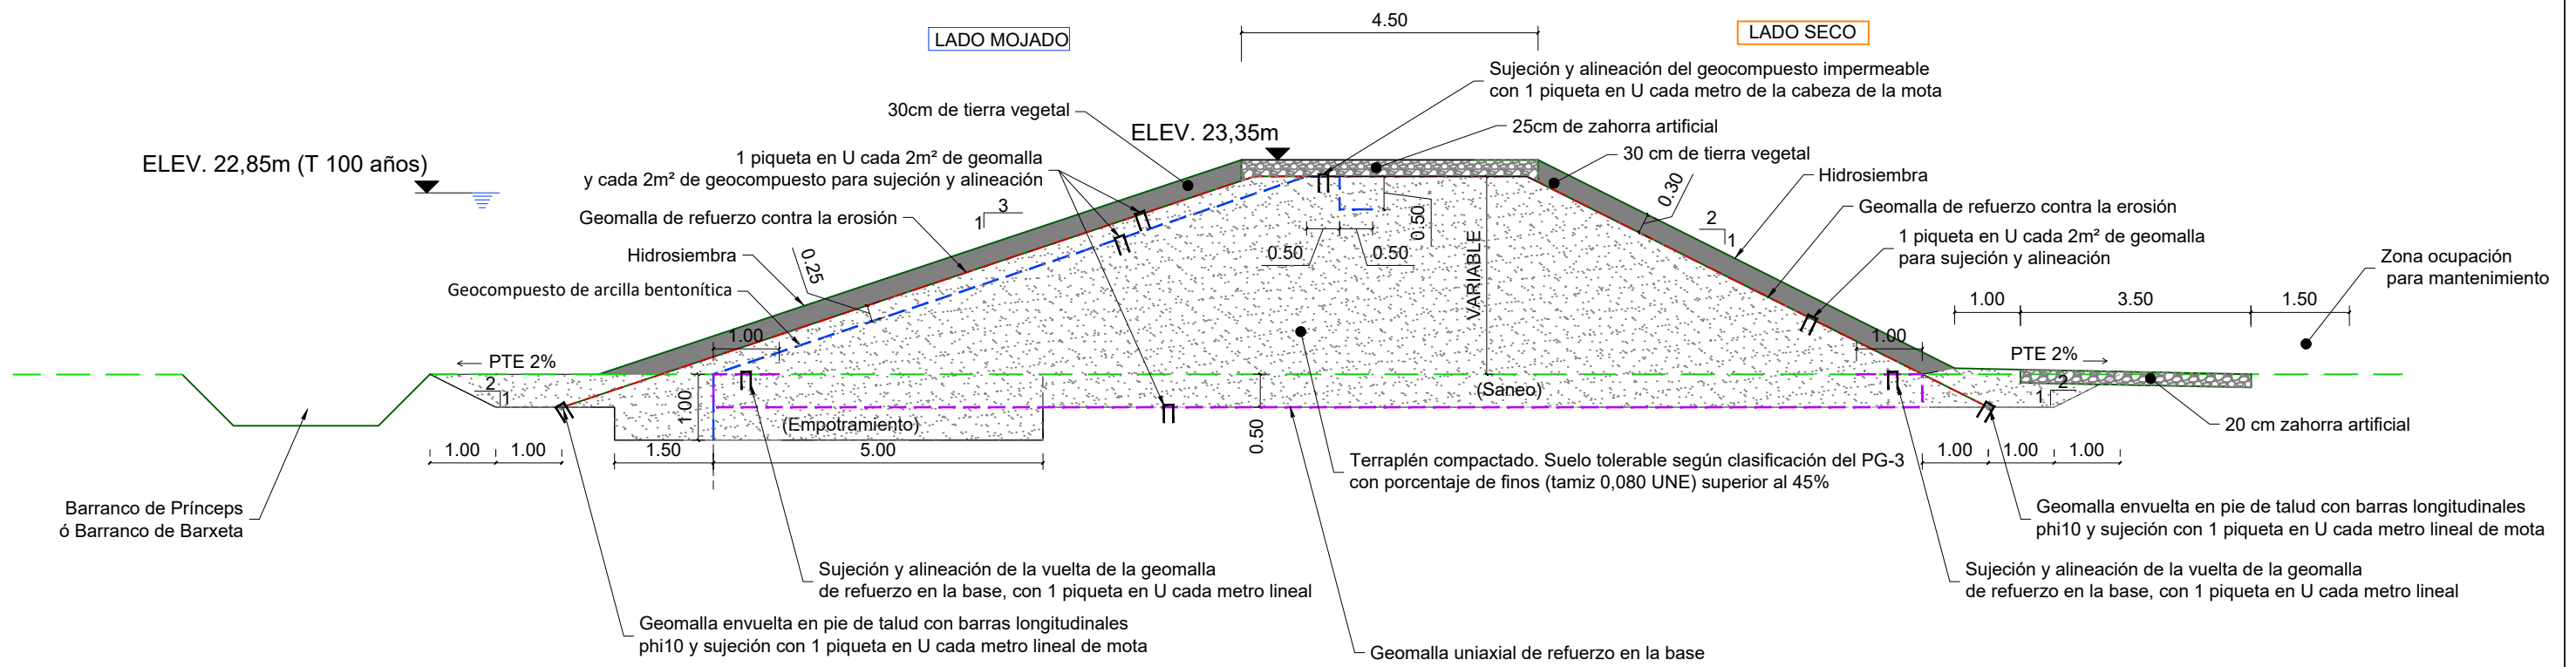 4.50
LADO MOJADO
LADO SECO
Sujeción y alineación del geocompuesto impermeable
con 1 piqueta en U cada metro de la cabeza de la mota
30cm de tierra vegetal
ELEV. 23,35m
25cm de zahorra artificial
ELEV. 22,85m (T 100 años)
1 piqueta en U cada 2m² de geomalla
y cada 2m² de geocompuesto para sujeción y alineación
30 cm de tierra vegetal
Hidrosiembra
0.30
3
1
Geomalla de refuerzo contra la erosión
Geomalla de refuerzo contra la erosión
2
1
0.50
0.50
0.50
VARIABLE
1 piqueta en U cada 2m² de geomalla
para sujeción y alineación
Hidrosiembra
0.25
Zona ocupación
para mantenimiento
Geocompuesto de arcilla bentonítica
1.00
3.50
1.50
1.00
1.00
PTE 2%
PTE 2%
2
1
2
1
(Saneo)
1.00
(Empotramiento)
0.50
20 cm zahorra artificial
1.00
1.00
1.50
5.00
1.00
1.00
1.00
Terraplén compactado. Suelo tolerable según clasificación del PG-3
con porcentaje de finos (tamiz 0,080 UNE) superior al 45%
Barranco de Prínceps
ó Barranco de Barxeta
Geomalla envuelta en pie de talud con barras longitudinales
phi10 y sujeción con 1 piqueta en U cada metro lineal de mota
Sujeción y alineación de la vuelta de la geomalla
de refuerzo en la base, con 1 piqueta en U cada metro lineal
Sujeción y alineación de la vuelta de la geomalla
de refuerzo en la base, con 1 piqueta en U cada metro lineal
Geomalla envuelta en pie de talud con barras longitudinales
phi10 y sujeción con 1 piqueta en U cada metro lineal de mota
Geomalla uniaxial de refuerzo en la base